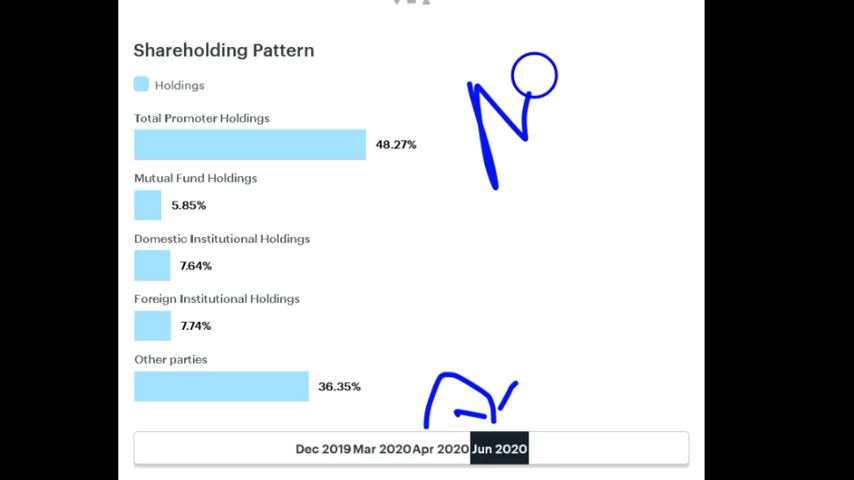 Shareholding Pattern
Holdings
Total Promoter Holdings
48.27%
Mutual Fund Holdings
5.85%
Domestic Institutional Holdings
7.64%
Foreign Institutional Holdings
7.74%
Other parties
36.35%
Dec 2019 Mar 2020 Apr 2020 Jun 2020